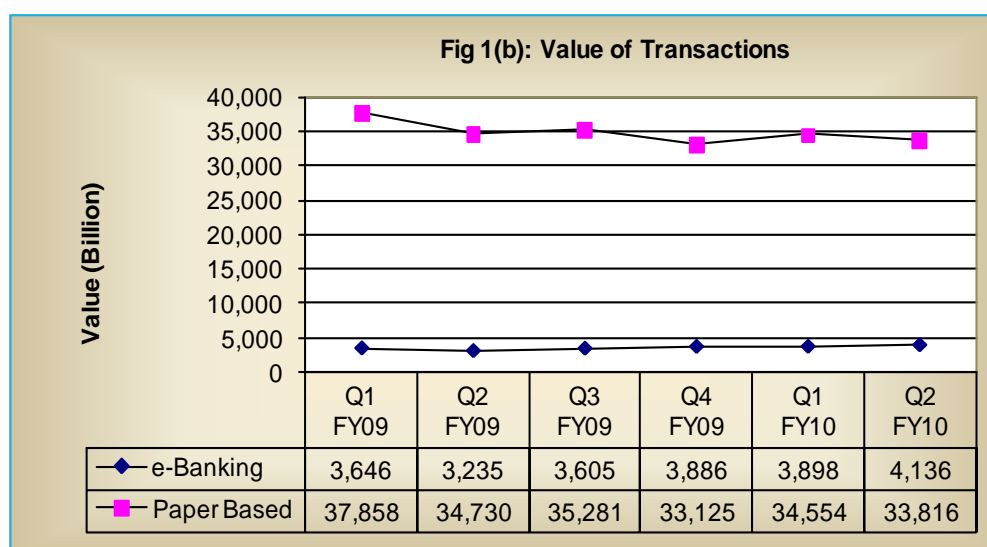 Fig 1(b): Value of Transactions
Value (Billion)
40,000
35,000
30,000
25,000
20,000
15,000
10,000
5,000
0
Q1 Q2 Q3 Q4 Q1 Q2
FY09 FY09 FY09 FY09 FY10 FY10
e-Banking 3,646 3,235 3,605 3,886 3,898 4,136
Paper Based 37,858 34,730 35,281 33,125 34,554 33,816